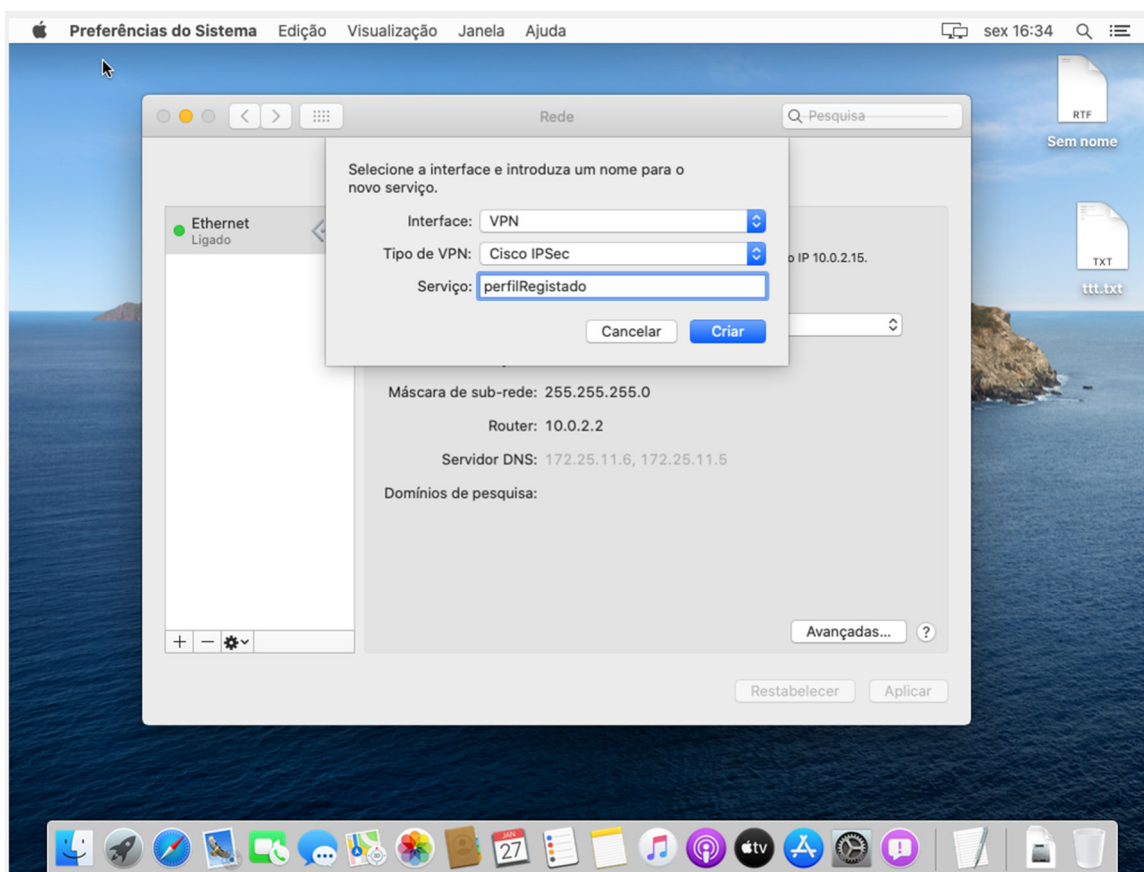 Preferências do Sistema Edição Visualização Janela Ajuda sex 16:34
RTF
Sem nome
TXT
ttt.txt
Rede
Pesquisa
Selecione a interface e introduza um nome para o
novo serviço.
Interface: VPN
Tipo de VPN: Cisco IPSec
Serviço: perfilRegistado
Cancelar Criar
Ethernet
Ligado
o IP 10.0.2.15.
Máscara de sub-rede: 255.255.255.0
Router: 10.0.2.2
Servidor DNS: 172.25.11.6, 172.25.11.5
Domínios de pesquisa:
Avançadas... ?
Restabelecer Aplicar
JAN
27
tv